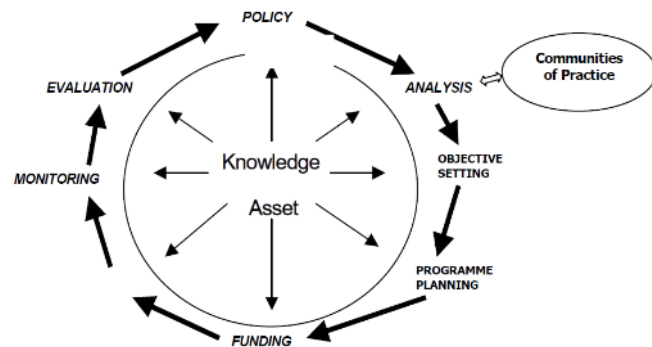 POLICY
Communities
of Practice
EVALUATION
ANALYSIS
Knowledge
OBJECTIVE
SETTING
MONITORING
Asset
PROGRAMME
PLANNING
FUNDING